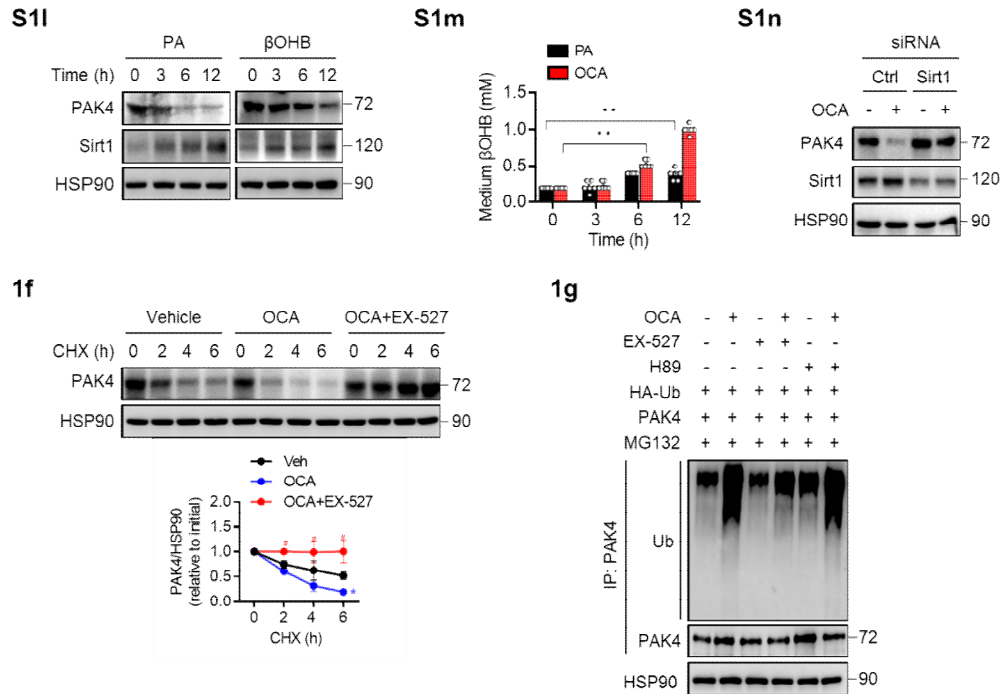 S1l
PA βOHB
Time (h) 0 3 6 12 0 3 6 12
PAK4 72
Sirt1 120
HSP90 90
S1m
PA
OCA
Medium βOHB (mM)
1.5
1.0
0.5
0.0
0 3 6 12
Time (h)
S1n
siRNA
Ctrl Sirt1
OCA - + - +
PAK4 72
Sirt1 120
HSP90 90
1f
Vehicle OCA OCA+EX-527
CHX (h) 0 2 4 6 0 2 4 6 0 2 4 6
PAK4 72
HSP90 90
Veh
OCA
OCA+EX-527
PAK4/HSP90
(relative to initial)
2.0
1.5
1.0
0.5
0.0
# # #
*
0 2 4 6
CHX (h)
1g
OCA - + - + - +
EX-527 - - + + - -
H89 - - - - + +
HA-Ub + + + + + +
PAK4 + + + + + +
MG132 + + + + + +
IP: PAK4
Ub
PAK4 72
HSP90 90